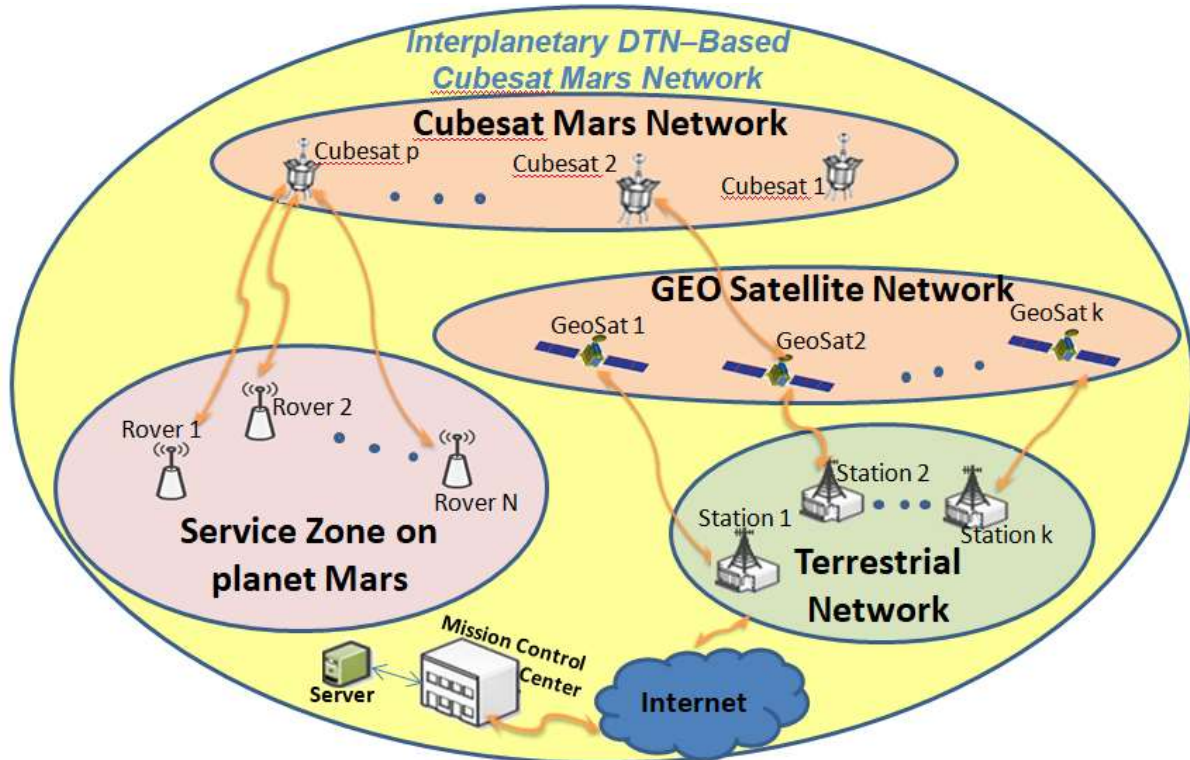 Interplanetary DTN–Based
Cubesat Mars Network
Cubesat Mars Network
Cubesat p
Cubesat 2
Cubesat 1
GEO Satellite Network
GeoSat 1
GeoSat2
GeoSat k
Rover 1
Rover 2
Rover N
Service Zone on
planet Mars
Station 1
Station 2
Station k
Terrestrial
Network
Mission Control
Center
Server
Internet